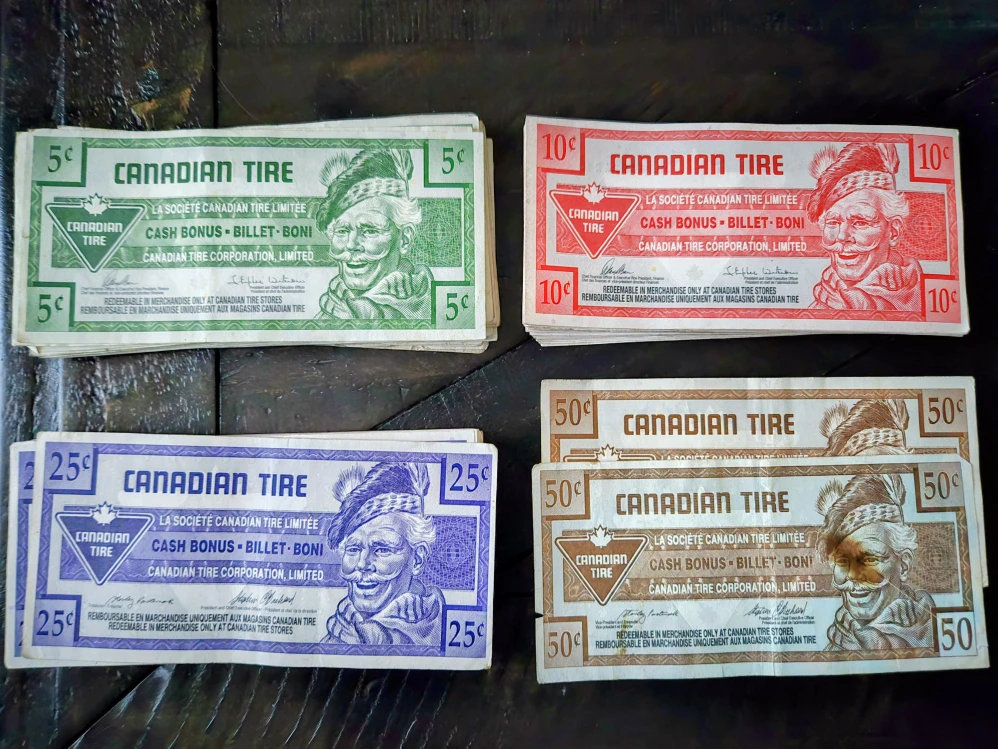 5¢ 5¢
CANADIAN TIRE
LA SOCIÉTÉ CANADIAN TIRE LIMITÉE
CANADIAN TIRE
CASH BONUS - BILLET · BONI
CANADIAN TIRE CORPORATION, LIMITED
REDEEMABLE IN MERCHANDISE ONLY AT CANADIAN TIRE STORES
REMBOURSABLE EN MARCHANDISE UNIQUEMENT AUX MAGASINS CANADIAN TIRE
5¢ 5¢
10¢ 10¢
CANADIAN TIRE
LA SOCIÉTÉ CANADIAN TIRE LIMITÉE
CANADIAN TIRE
CASH BONUS - BILLET · BONI
CANADIAN TIRE CORPORATION, LIMITED
REDEEMABLE IN MERCHANDISE ONLY AT CANADIAN TIRE STORES
REMBOURSABLE EN MARCHANDISE UNIQUEMENT AUX MAGASINS CANADIAN TIRE
10¢ 10¢
2
2
25¢ 25¢
CANADIAN TIRE
LA SOCIÉTÉ CANADIAN TIRE LIMITÉE
CANADIAN TIRE
CASH BONUS - BILLET · BONI
CANADIAN TIRE CORPORATION, LIMITED
REMBOURSABLE EN MARCHANDISE UNIQUEMENT AUX MAGASINS CANADIAN TIRE
REDEEMABLE IN MERCHANDISE ONLY AT CANADIAN TIRE STORES
25¢ 25¢
50¢ 50¢
CANADIAN TIRE
LA SOCIÉTÉ CANADIAN TIRE LIMITÉE
50¢ 50¢
CANADIAN TIRE
LA SOCIÉTÉ CANADIAN TIRE LIMITÉE
CANADIAN TIRE
CASH BONUS - BILLET · BONI
CANADIAN TIRE CORPORATION, LIMITED
REDEEMABLE IN MERCHANDISE ONLY AT CANADIAN TIRE STORES
REMBOURSABLE EN MARCHANDISE UNIQUEMENT AUX MAGASINS CANADIAN TIRE
50¢ 50